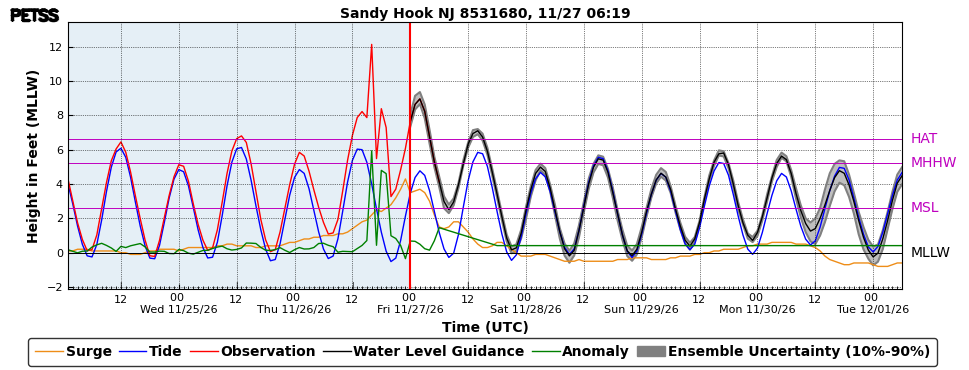 PETSS
Sandy Hook NJ 8531680, 11/27 06:19
Height in Feet (MLLW)
12
10
8
6
4
2
0
−2
HAT
MHHW
MSL
MLLW
12 00 12 00 12 00 12 00 12 00 12 00 12 00
Wed 11/25/26 Thu 11/26/26 Fri 11/27/26 Sat 11/28/26 Sun 11/29/26 Mon 11/30/26 Tue 12/01/26
Time (UTC)
Surge Tide Observation Water Level Guidance Anomaly Ensemble Uncertainty (10%-90%)